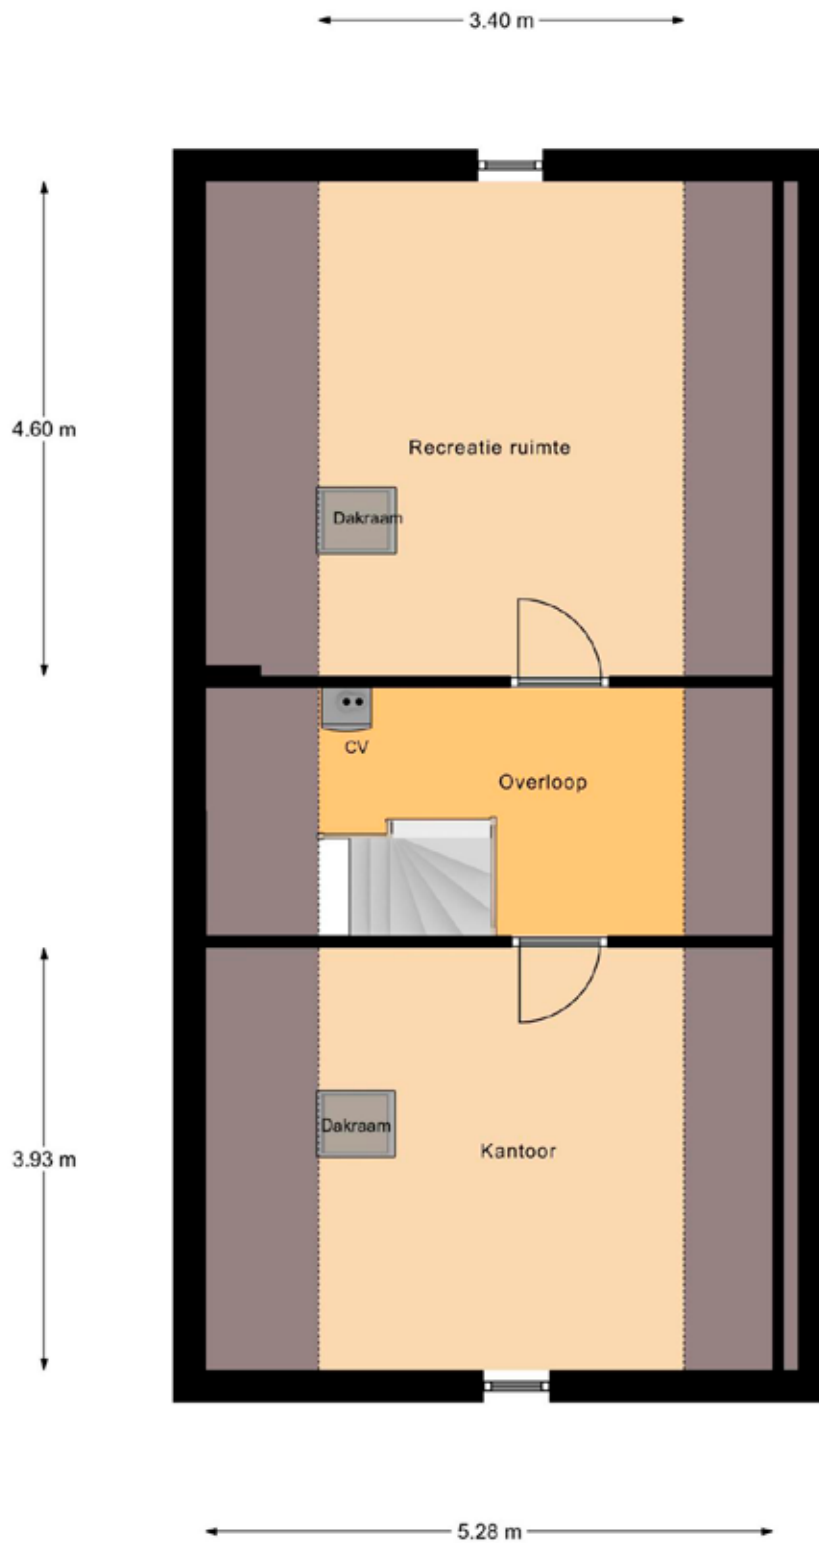 3.40 m
4.60 m
Recreatie ruimte
Dakraam
CV
Overloop
Dakraam
Kantoor
3.93 m
5.28 m